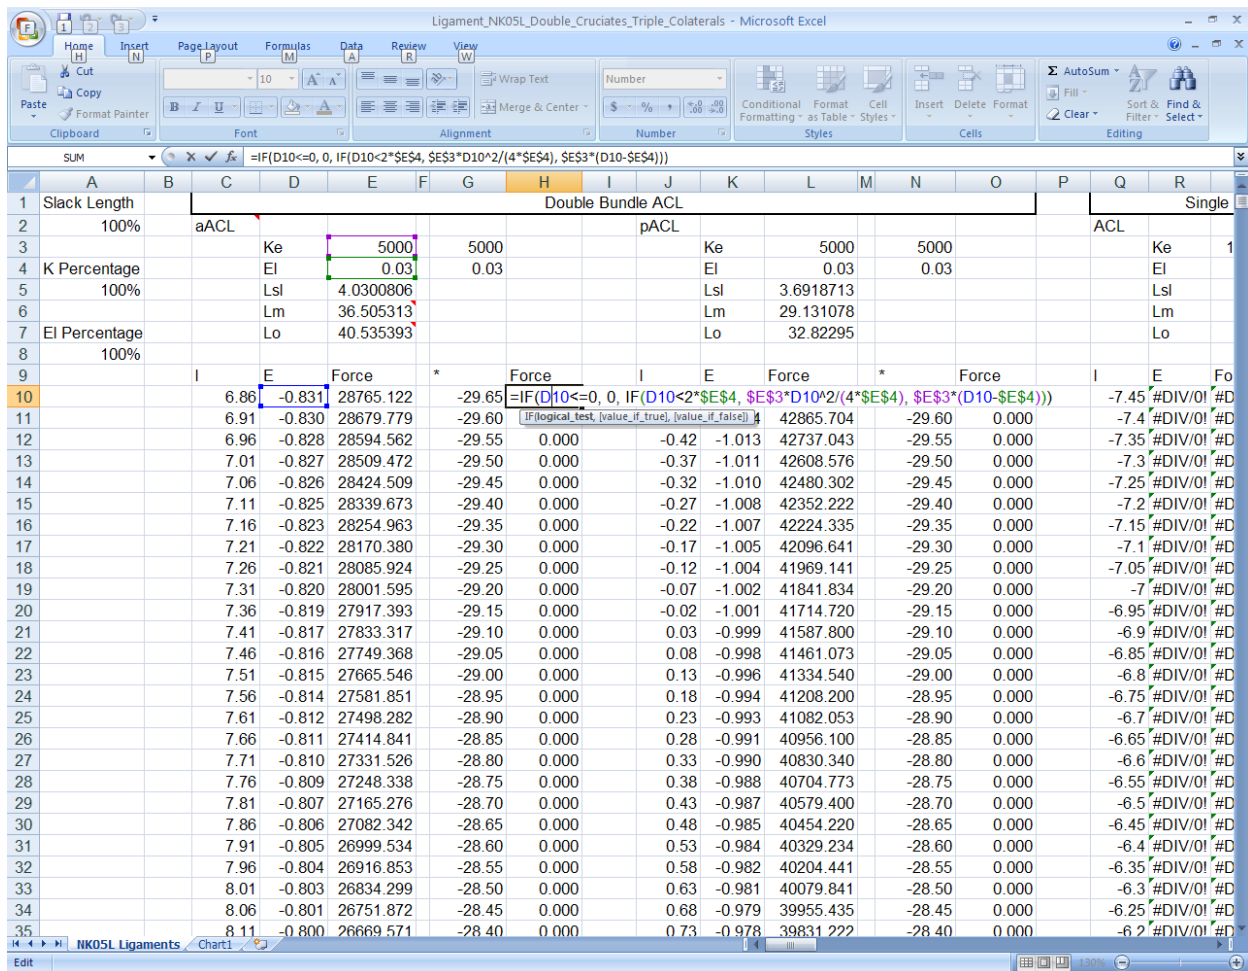 Ligament_NK05L_Double_Cruciates_Triple_Colaterals - Microsoft Excel
F 1 2 3
Home Insert Page Layout Formulas Data Review View
H N P M A R W
Cut 10 A A Wrap Text Number Σ AutoSum
Copy Fill
Paste Format Painter B I U A Merge & Center $ % , .0 .00 Conditional Formatting Format as Table Cell Styles Insert Delete Format Clear Sort & Filter Find & Select
Clipboard Font Alignment Number Styles Cells Editing
SUM fx =IF(D10<=0, 0, IF(D10<2*$E$4, $E$3*D10^2/(4*$E$4), $E$3*(D10-$E$4)))
A B C D E F G H I J K L M N O P Q R
1 Slack Length Double Bundle ACL Single
2 100% aACL pACL ACL
3 Ke 5000 5000 Ke 5000 5000 Ke 1
4 K Percentage El 0.03 0.03 El 0.03 0.03 El
5 100% Lsl 4.0300806 Lsl 3.6918713 Lsl
6 Lm 36.505313 Lm 29.131078 Lm
7 El Percentage Lo 40.535393 Lo 32.82295 Lo
8 100%
9 l E Force * Force l E Force * Force l E Fo
10 6.86 -0.831 28765.122 -29.65 =IF(D10<=0, 0, IF(D10<2*$E$4, $E$3*D10^2/(4*$E$4), $E$3*(D10-$E$4))) -7.45 #DIV/0! #D
11 6.91 -0.830 28679.779 -29.60 IF(logical_test, [value_if_true], [value_if_false]) 4 42865.704 -29.60 0.000 -7.4 #DIV/0! #D
12 6.96 -0.828 28594.562 -29.55 0.000 -0.42 -1.013 42737.043 -29.55 0.000 -7.35 #DIV/0! #D
13 7.01 -0.827 28509.472 -29.50 0.000 -0.37 -1.011 42608.576 -29.50 0.000 -7.3 #DIV/0! #D
14 7.06 -0.826 28424.509 -29.45 0.000 -0.32 -1.010 42480.302 -29.45 0.000 -7.25 #DIV/0! #D
15 7.11 -0.825 28339.673 -29.40 0.000 -0.27 -1.008 42352.222 -29.40 0.000 -7.2 #DIV/0! #D
16 7.16 -0.823 28254.963 -29.35 0.000 -0.22 -1.007 42224.335 -29.35 0.000 -7.15 #DIV/0! #D
17 7.21 -0.822 28170.380 -29.30 0.000 -0.17 -1.005 42096.641 -29.30 0.000 -7.1 #DIV/0! #D
18 7.26 -0.821 28085.924 -29.25 0.000 -0.12 -1.004 41969.141 -29.25 0.000 -7.05 #DIV/0! #D
19 7.31 -0.820 28001.595 -29.20 0.000 -0.07 -1.002 41841.834 -29.20 0.000 -7 #DIV/0! #D
20 7.36 -0.819 27917.393 -29.15 0.000 -0.02 -1.001 41714.720 -29.15 0.000 -6.95 #DIV/0! #D
21 7.41 -0.817 27833.317 -29.10 0.000 0.03 -0.999 41587.800 -29.10 0.000 -6.9 #DIV/0! #D
22 7.46 -0.816 27749.368 -29.05 0.000 0.08 -0.998 41461.073 -29.05 0.000 -6.85 #DIV/0! #D
23 7.51 -0.815 27665.546 -29.00 0.000 0.13 -0.996 41334.540 -29.00 0.000 -6.8 #DIV/0! #D
24 7.56 -0.814 27581.851 -28.95 0.000 0.18 -0.994 41208.200 -28.95 0.000 -6.75 #DIV/0! #D
25 7.61 -0.812 27498.282 -28.90 0.000 0.23 -0.993 41082.053 -28.90 0.000 -6.7 #DIV/0! #D
26 7.66 -0.811 27414.841 -28.85 0.000 0.28 -0.991 40956.100 -28.85 0.000 -6.65 #DIV/0! #D
27 7.71 -0.810 27331.526 -28.80 0.000 0.33 -0.990 40830.340 -28.80 0.000 -6.6 #DIV/0! #D
28 7.76 -0.809 27248.338 -28.75 0.000 0.38 -0.988 40704.773 -28.75 0.000 -6.55 #DIV/0! #D
29 7.81 -0.807 27165.276 -28.70 0.000 0.43 -0.987 40579.400 -28.70 0.000 -6.5 #DIV/0! #D
30 7.86 -0.806 27082.342 -28.65 0.000 0.48 -0.985 40454.220 -28.65 0.000 -6.45 #DIV/0! #D
31 7.91 -0.805 26999.534 -28.60 0.000 0.53 -0.984 40329.234 -28.60 0.000 -6.4 #DIV/0! #D
32 7.96 -0.804 26916.853 -28.55 0.000 0.58 -0.982 40204.441 -28.55 0.000 -6.35 #DIV/0! #D
33 8.01 -0.803 26834.299 -28.50 0.000 0.63 -0.981 40079.841 -28.50 0.000 -6.3 #DIV/0! #D
34 8.06 -0.801 26751.872 -28.45 0.000 0.68 -0.979 39955.435 -28.45 0.000 -6.25 #DIV/0! #D
35 8.11 -0.800 26669.571 -28.40 0.000 0.73 -0.978 39831.222 -28.40 0.000 -6.2 #DIV/0! #D
NK05L Ligaments Chart1
Edit 130%